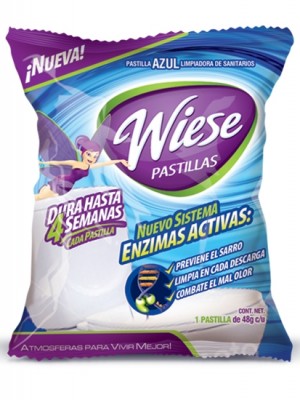 ¡NUEVA!
PASTILLA AZUL LIMPIADORA DE SANITARIOS
Wiese
PASTILLAS
DURA HASTA
4 SEMANAS
CADA PASTILLA
NUEVO SISTEMA
ENZIMAS ACTIVAS:
PREVIENE EL SARRO
LIMPIA EN CADA DESCARGA
COMBATE EL MAL OLOR
CONT. NET.
1 PASTILLA de 48g c/u
ATMOSFERAS PARA VIVIR MEJOR!